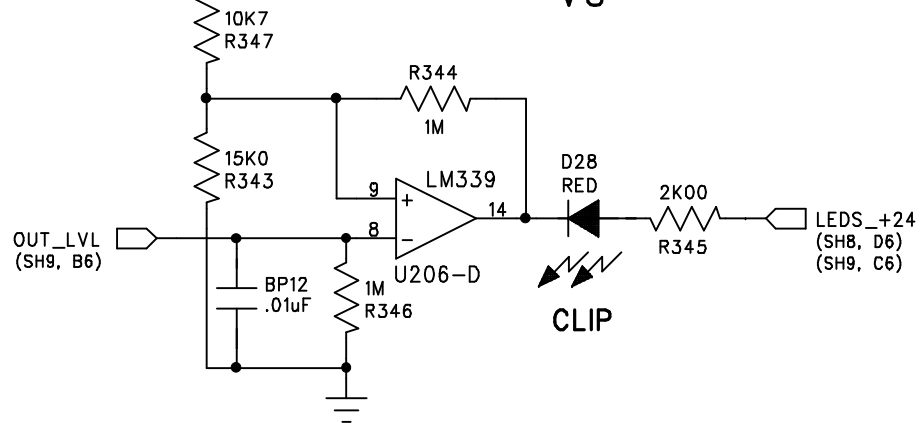 10K7
R347
R344
1M
15K0
R343
9
+
LM339
14
D28
RED
2K00
R345
LEDS_+24
(SH8, D6)
(SH9, C6)
OUT_LVL
(SH9, B6)
8
-
U206-D
BP12
.01uF
1M
R346
CLIP